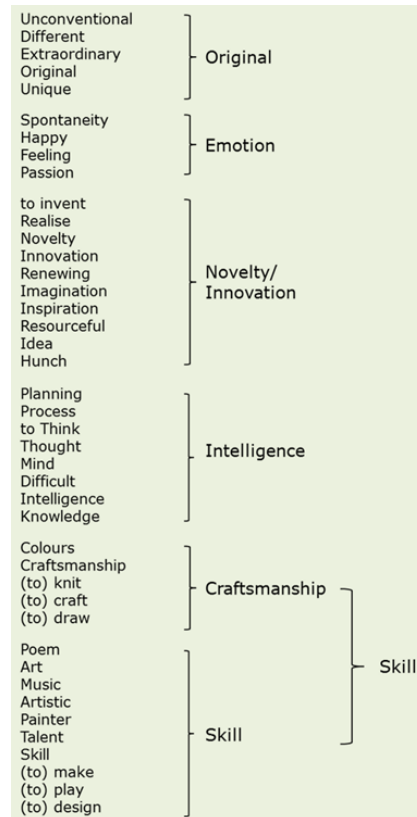 Unconventional
Different
Extraordinary
Original
Unique
Original
Spontaneity
Happy
Feeling
Passion
Emotion
to invent
Realise
Novelty
Innovation
Renewing
Imagination
Inspiration
Resourceful
Idea
Hunch
Novelty/
Innovation
Planning
Process
to Think
Thought
Mind
Difficult
Intelligence
Knowledge
Intelligence
Colours
Craftsmanship
(to) knit
(to) craft
(to) draw
Craftsmanship
Poem
Art
Music
Artistic
Painter
Talent
Skill
(to) make
(to) play
(to) design
Skill
Skill